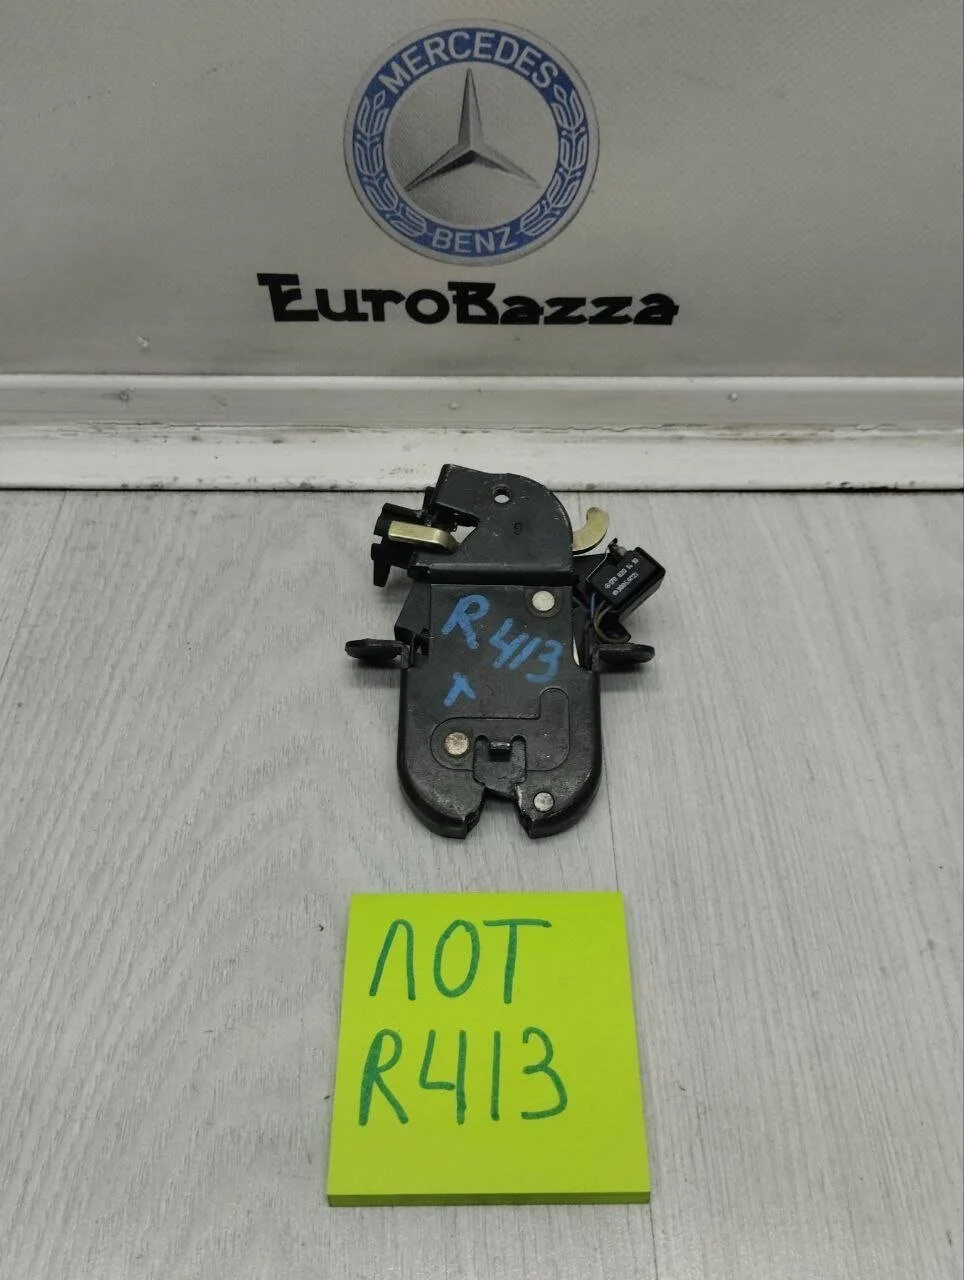 MERCEDES
BENZ
EuroBazza
R413
ЛОТ
R413